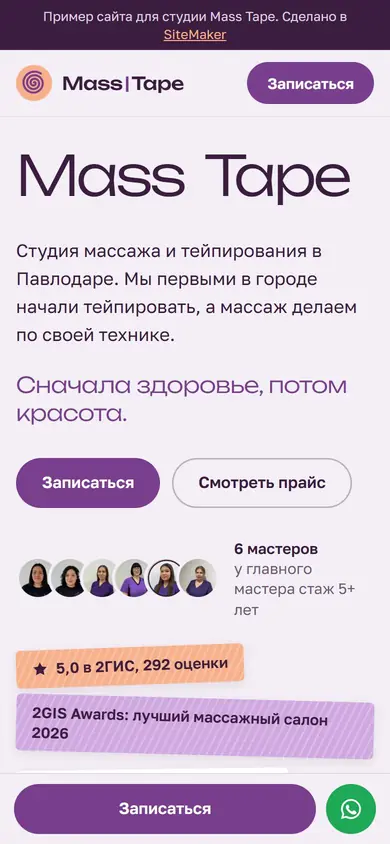 Пример сайта для студии Mass Tape. Сделано в
SiteMaker
Mass|Tape
Записаться
Mass Tape
Студия массажа и тейпирования в
Павлодаре. Мы первыми в городе
начали тейпировать, а массаж делаем
по своей технике.
Сначала здоровье, потом
красота.
Записаться
Смотреть прайс
6 мастеров
у главного
мастера стаж 5+
лет
5,0 в 2ГИС, 292 оценки
2GIS Awards: лучший массажный салон
2026
Записаться